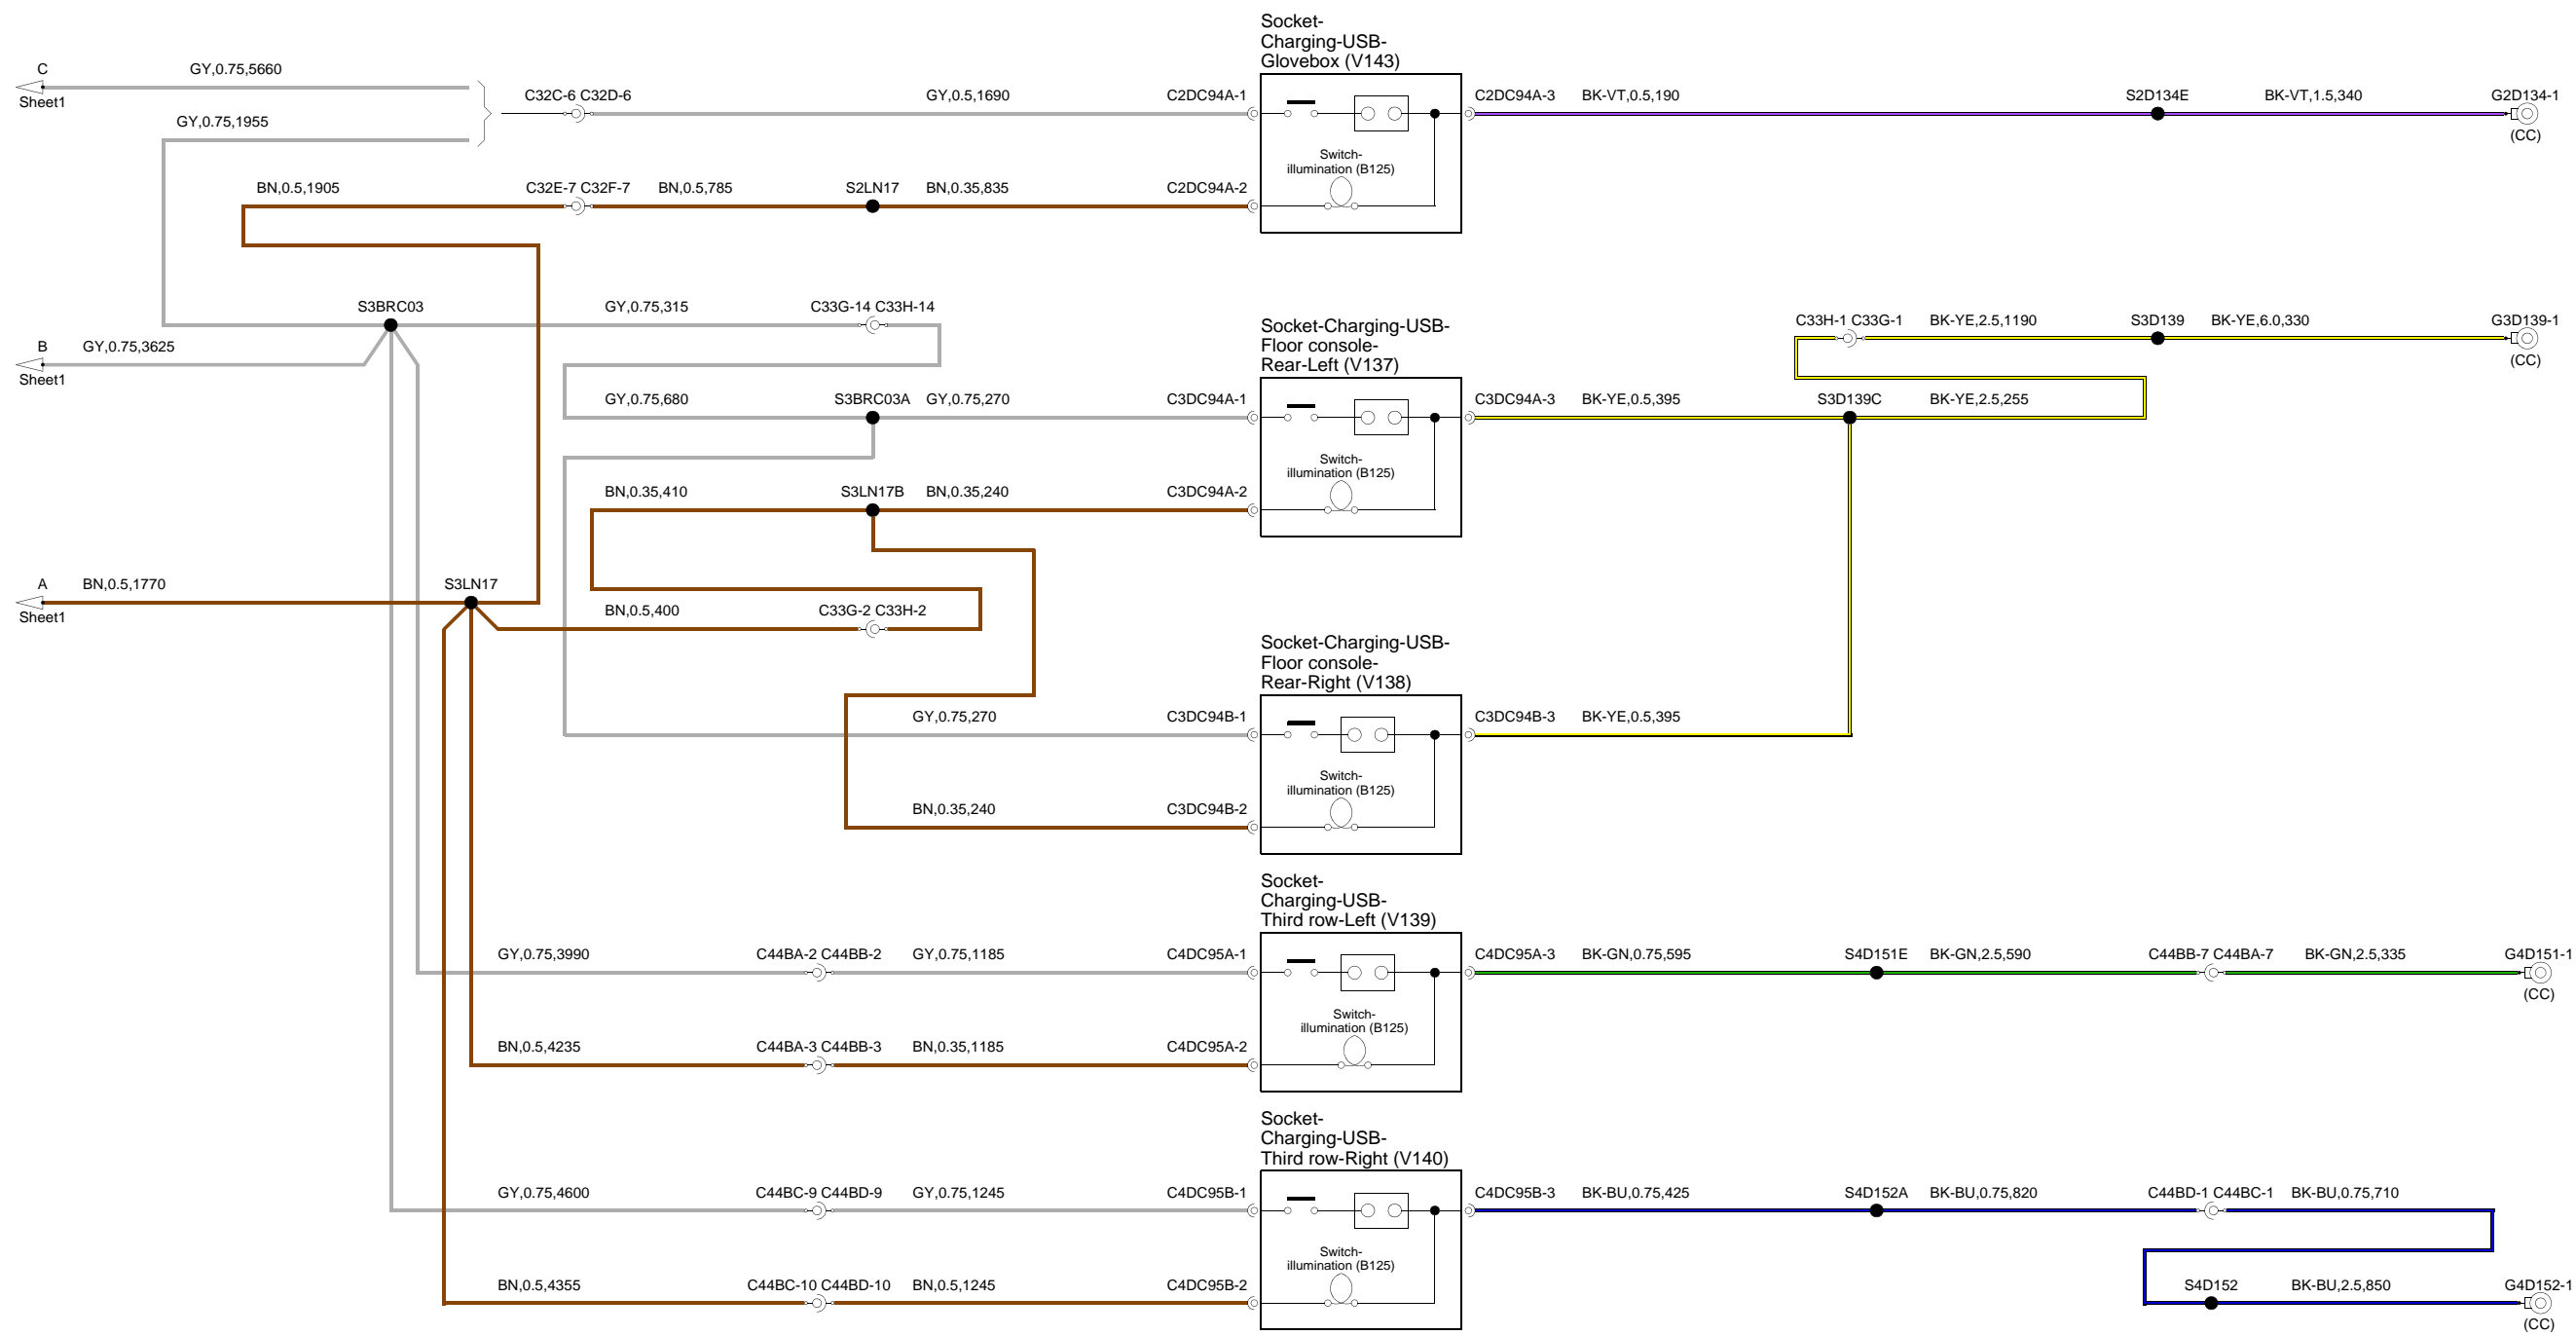 Socket-
Charging-USB-
Glovebox (V143)
C
GY,0.75,5660
Sheet1
C32C-6 C32D-6
GY,0.5,1690
C2DC94A-1
C2DC94A-3
BK-VT,0.5,190
S2D134E
BK-VT,1.5,340
G2D134-1
(CC)
GY,0.75,1955
Switch-
illumination (B125)
BN,0.5,1905
C32E-7 C32F-7
BN,0.5,785
S2LN17
BN,0.35,835
C2DC94A-2
S3BRC03
GY,0.75,315
C33G-14 C33H-14
Socket-Charging-USB-
Floor console-
Rear-Left (V137)
C33H-1 C33G-1
BK-YE,2.5,1190
S3D139
BK-YE,6.0,330
G3D139-1
(CC)
B
GY,0.75,3625
Sheet1
GY,0.75,680
S3BRC03A
GY,0.75,270
C3DC94A-1
C3DC94A-3
BK-YE,0.5,395
S3D139C
BK-YE,2.5,255
Switch-
illumination (B125)
BN,0.35,410
S3LN17B
BN,0.35,240
C3DC94A-2
A
BN,0.5,1770
S3LN17
Sheet1
BN,0.5,400
C33G-2 C33H-2
Socket-Charging-USB-
Floor console-
Rear-Right (V138)
GY,0.75,270
C3DC94B-1
C3DC94B-3
BK-YE,0.5,395
Switch-
illumination (B125)
BN,0.35,240
C3DC94B-2
Socket-
Charging-USB-
Third row-Left (V139)
GY,0.75,3990
C44BA-2 C44BB-2
GY,0.75,1185
C4DC95A-1
C4DC95A-3
BK-GN,0.75,595
S4D151E
BK-GN,2.5,590
C44BB-7 C44BA-7
BK-GN,2.5,335
G4D151-1
(CC)
Switch-
illumination (B125)
BN,0.5,4235
C44BA-3 C44BB-3
BN,0.35,1185
C4DC95A-2
Socket-
Charging-USB-
Third row-Right (V140)
GY,0.75,4600
C44BC-9 C44BD-9
GY,0.75,1245
C4DC95B-1
C4DC95B-3
BK-BU,0.75,425
S4D152A
BK-BU,0.75,820
C44BD-1 C44BC-1
BK-BU,0.75,710
Switch-
illumination (B125)
BN,0.5,4355
C44BC-10 C44BD-10
BN,0.5,1245
C4DC95B-2
S4D152
BK-BU,2.5,850
G4D152-1
(CC)